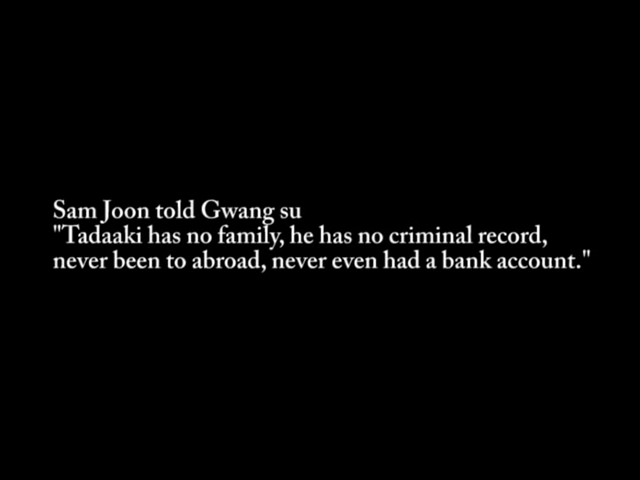 Sam Joon told Gwang su
"Tadaaki has no family, he has no criminal record,
never been to abroad, never even had a bank account."